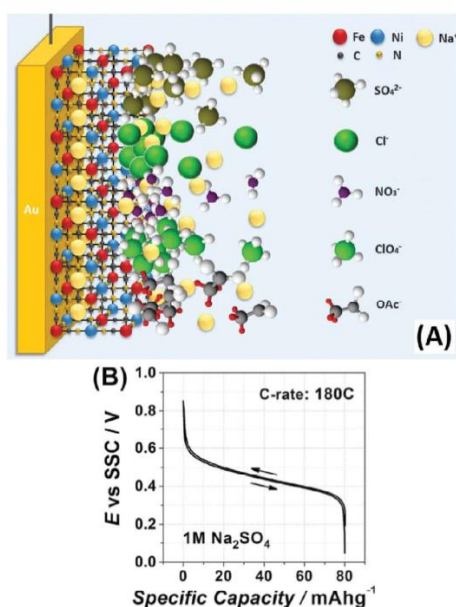 Fe Ni Na⁺
C N
SO₄²⁻
Cl⁻
NO₃⁻
ClO₄⁻
OAc⁻
Au
(A)
(B)
C-rate: 180C
E vs SSC / V
1.0
0.8
0.6
0.4
0.2
0.0
1M Na₂SO₄
0 20 40 60 80
Specific Capacity / mAhg⁻¹